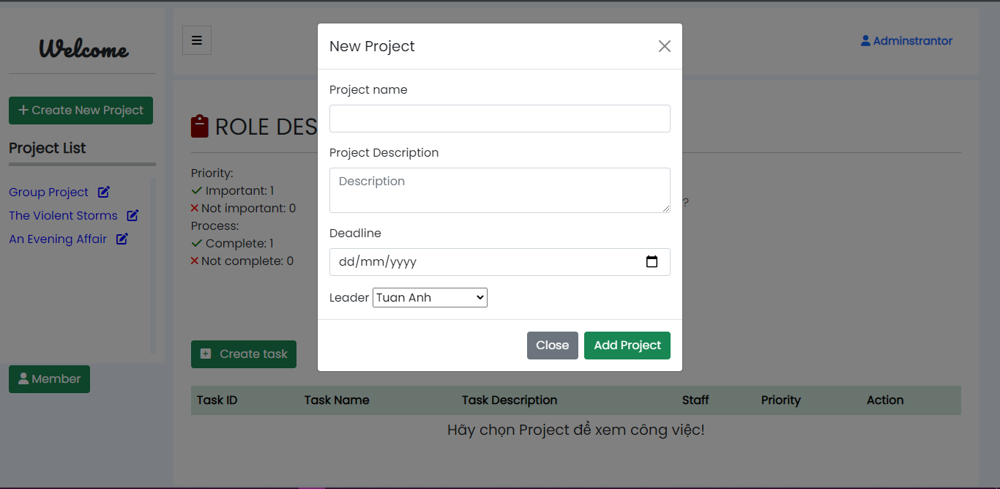 Welcome
Adminstrantor
Create New Project
Project List
Group Project
The Violent Storms
An Evening Affair
Member
ROLE DES
Priority:
Important: 1
Not important: 0
Process:
Complete: 1
Not complete: 0
?
Create task
Task ID Task Name Task Description Staff Priority Action
Hãy chọn Project để xem công việc!
New Project
Project name
Project Description
Description
Deadline
dd/mm/yyyy
Leader Tuan Anh
Close Add Project